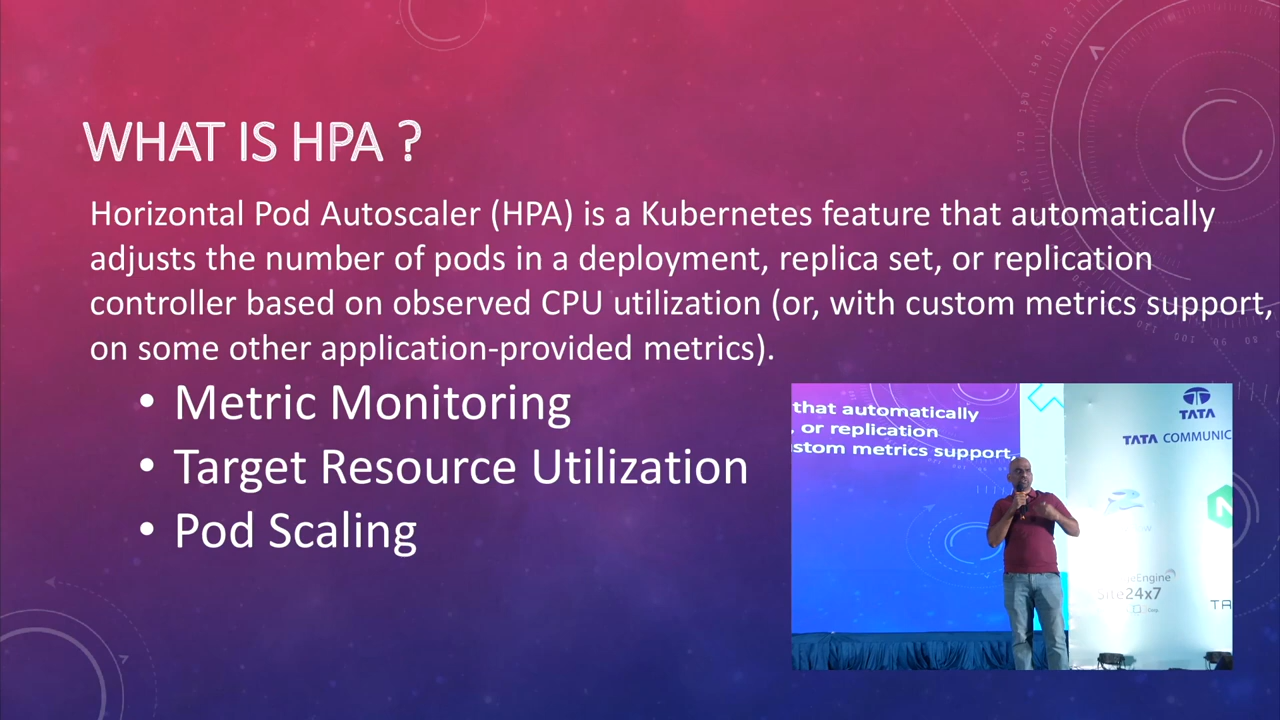 WHAT IS HPA ?
Horizontal Pod Autoscaler (HPA) is a Kubernetes feature that automatically
adjusts the number of pods in a deployment, replica set, or replication
controller based on observed CPU utilization (or, with custom metrics support,
on some other application-provided metrics).
• Metric Monitoring
• Target Resource Utilization
• Pod Scaling
that automatically
, or replication
stom metrics support,
TATA
TATA COMMUNIC
eEngine
Site24x7
TA